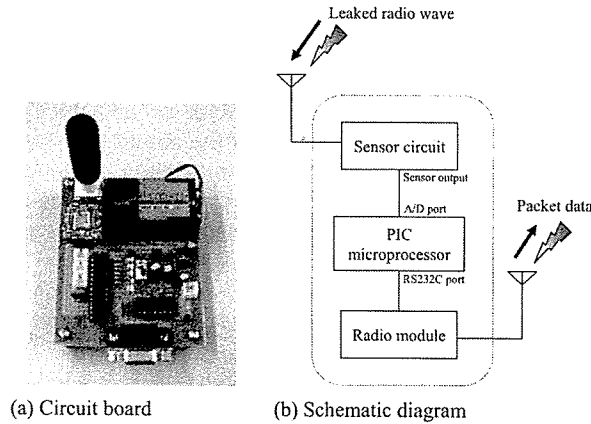 Leaked radio wave
Sensor circuit
Sensor output
A/D port
PIC
microprocessor
RS232C port
Packet data
Radio module
(a) Circuit board
(b) Schematic diagram